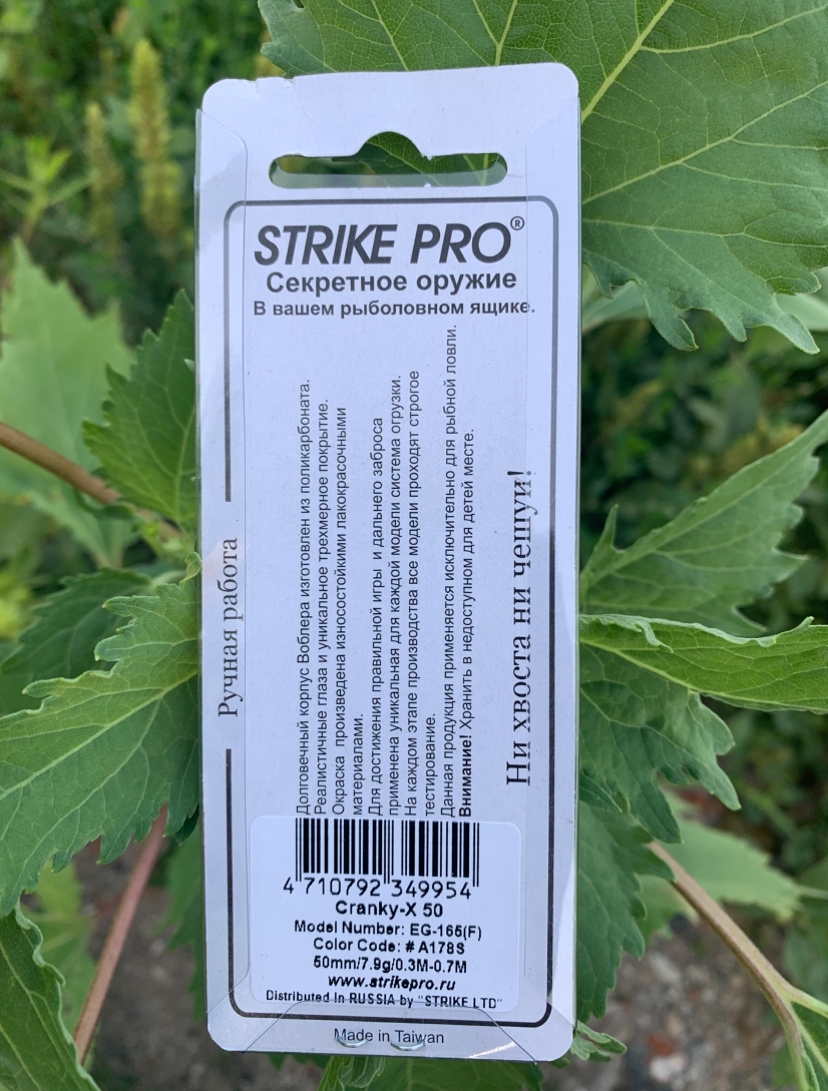 STRIKE PRO®
Секретное оружие
В вашем рыболовном ящике.
Ручная работа
Долговечный корпус Воблера изготовлен из поликарбоната.
Реалистичные глаза и уникальное трехмерное покрытие.
Окраска произведена износостойкими лакокрасочными
материалами.
Для достижения правильной игры и дальнего заброса
применена уникальная для каждой модели система огрузки.
На каждом этапе производства все модели проходят строгое
тестирование.
Данная продукция применяется исключительно для рыбной ловли.
Внимание! Хранить в недоступном для детей месте.
Ни хвоста ни чешуи!
4 710792 349954
Cranky-X 50
Model Number: EG-165(F)
Color Code: # A178S
50mm/7.9g/0.3M-0.7M
www.strikepro.ru
Distributed In RUSSIA by "STRIKE LTD"
Made in Taiwan